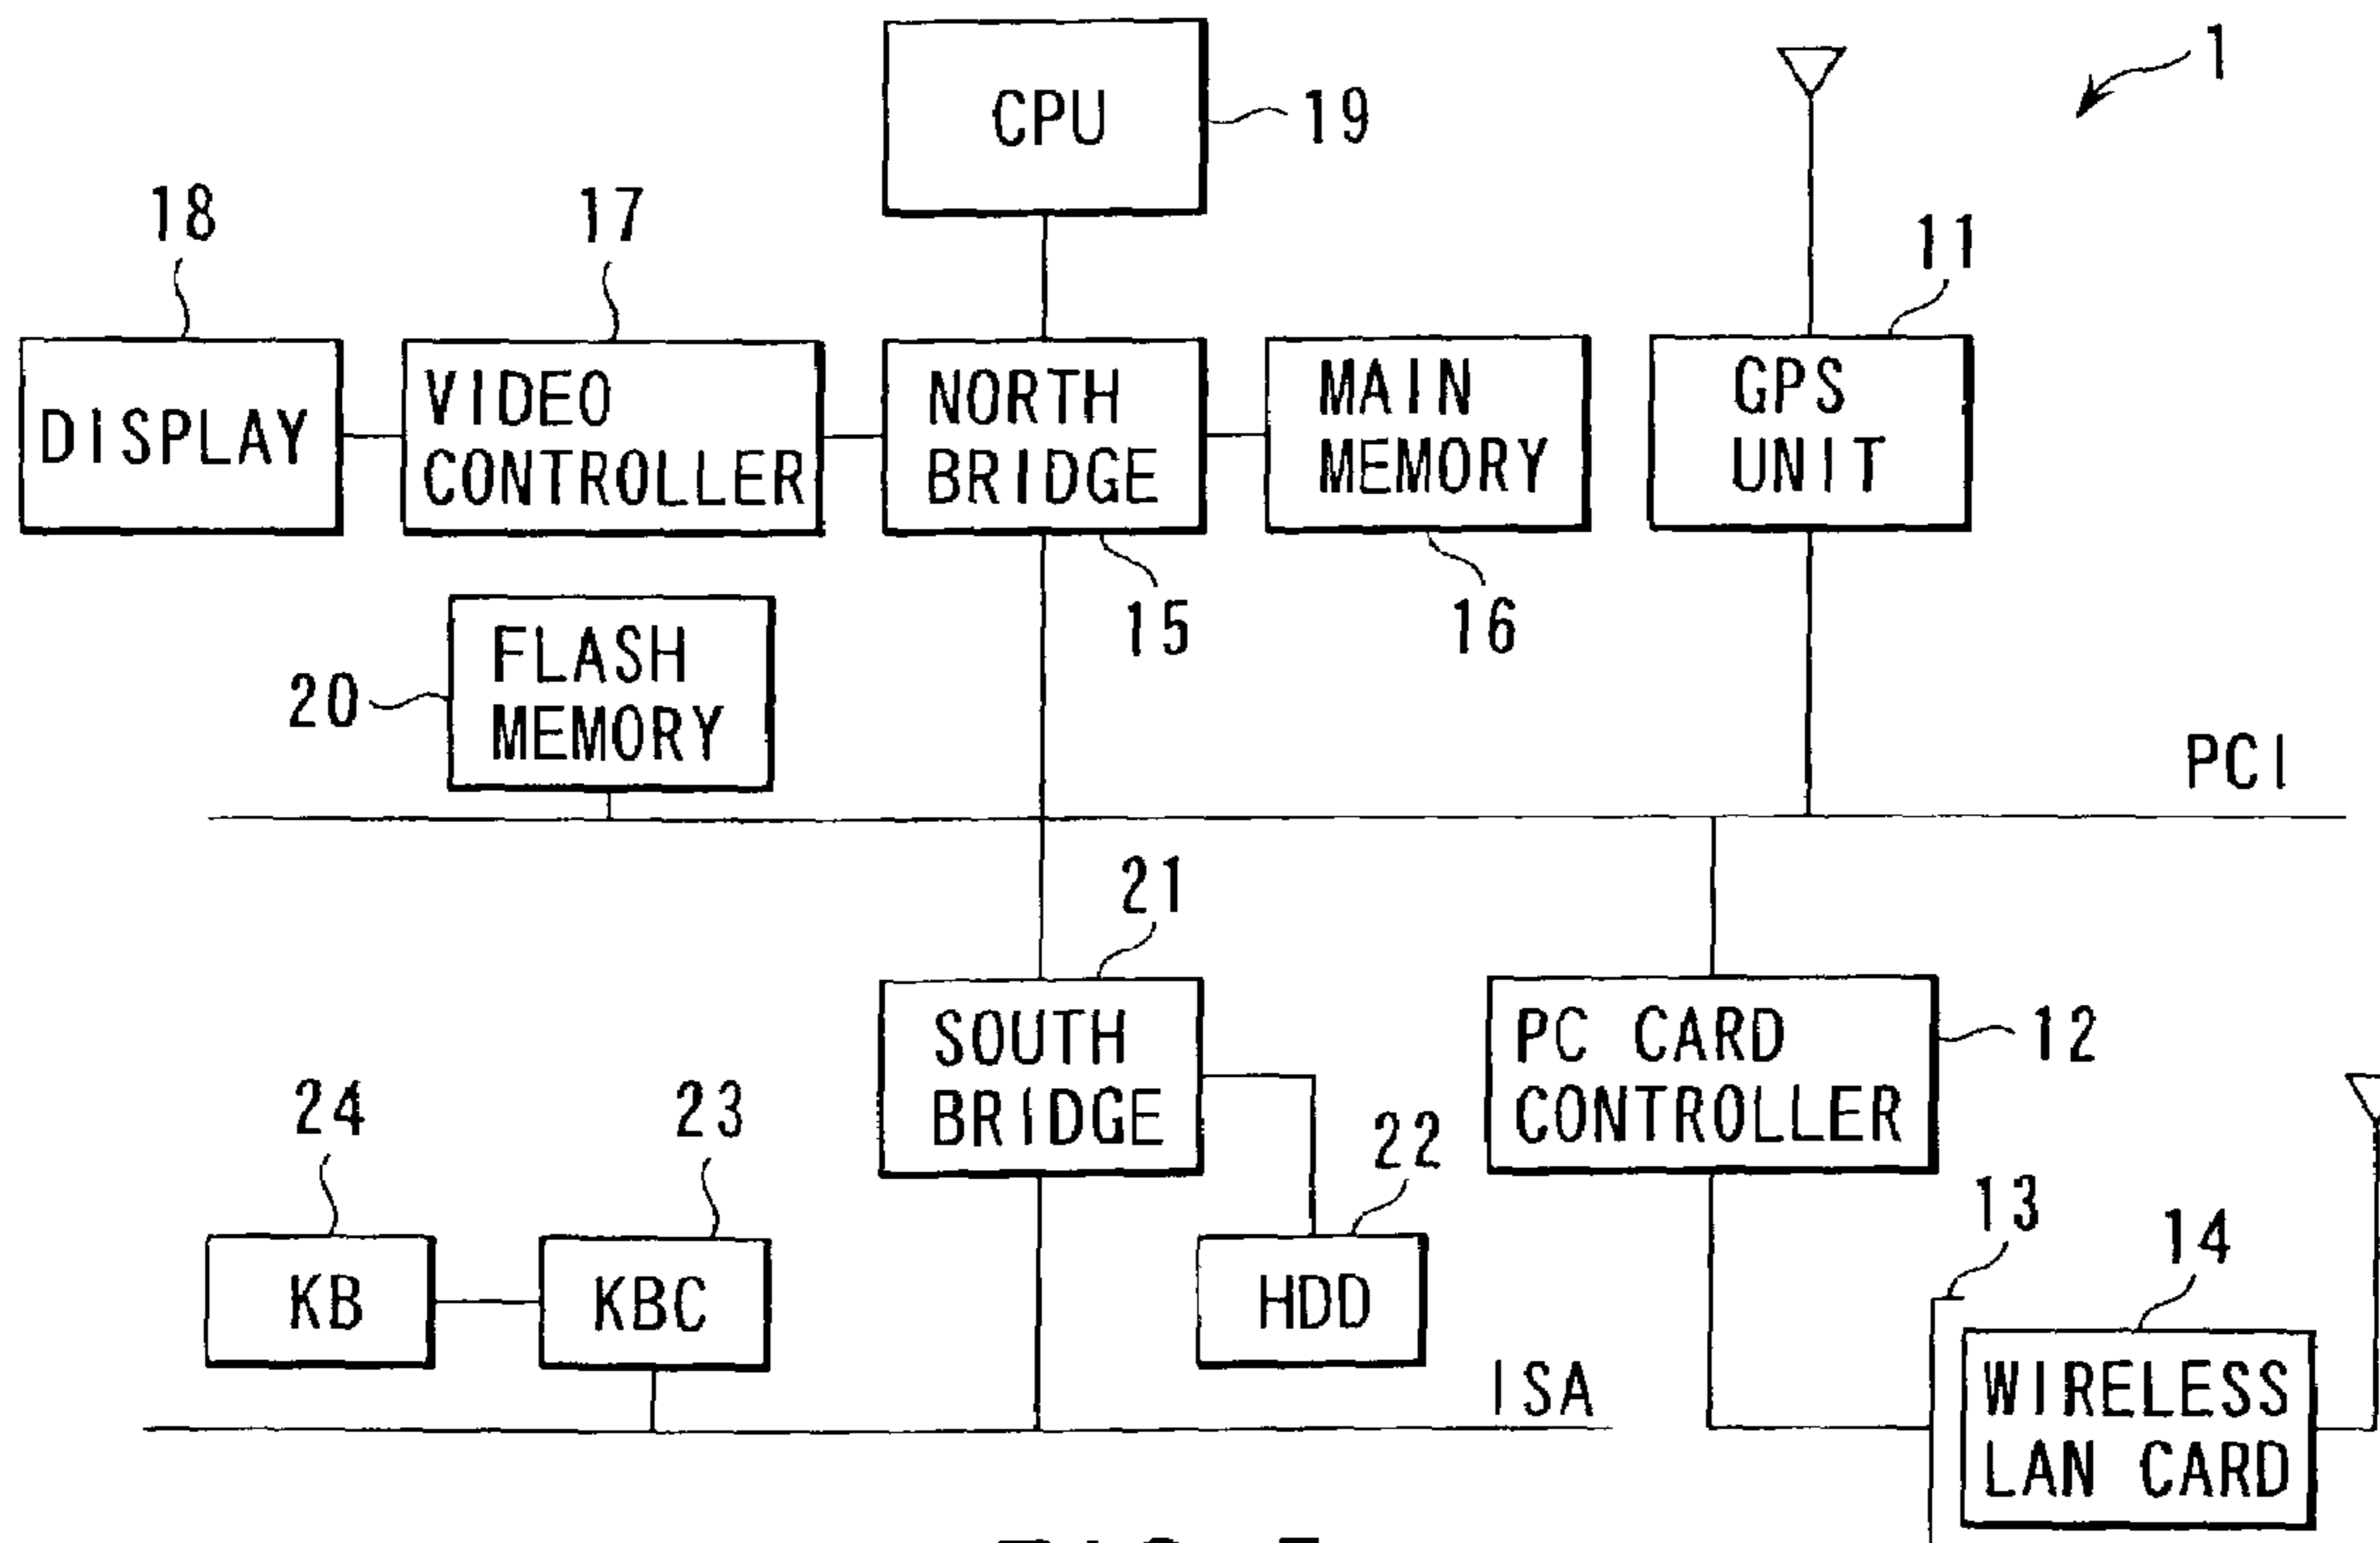 1
CPU
19
18
17
11
DISPLAY
VIDEO
CONTROLLER
NORTH
BRIDGE
MAIN
MEMORY
GPS
UNIT
15
16
20
FLASH
MEMORY
PCI
21
SOUTH
BRIDGE
PC CARD
CONTROLLER
12
24
23
22
13
14
KB
KBC
HDD
ISA
WIRELESS
LAN CARD